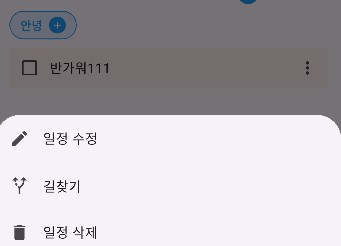 안녕
반가워111
일정 수정
길찾기
일정 삭제